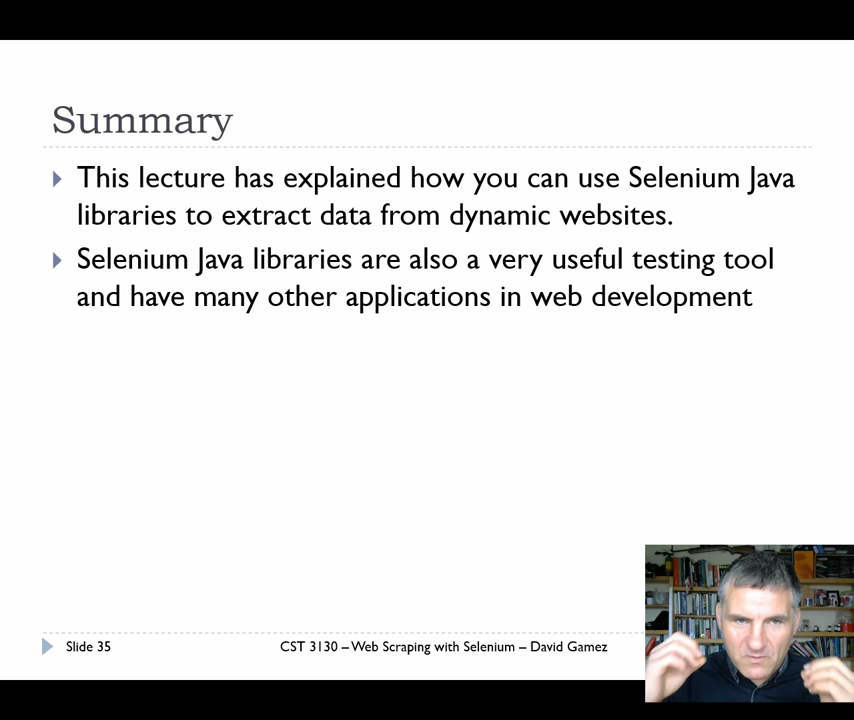 Summary
This lecture has explained how you can use Selenium Java
libraries to extract data from dynamic websites.
Selenium Java libraries are also a very useful testing tool
and have many other applications in web development
Slide 35
CST 3130 – Web Scraping with Selenium – David Gamez